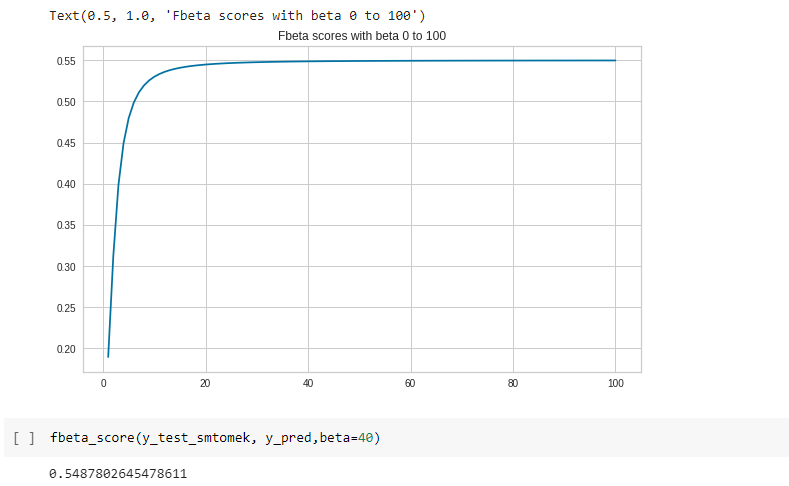 Text(0.5, 1.0, 'Fbeta scores with beta 0 to 100')
Fbeta scores with beta 0 to 100
0.55
0.50
0.45
0.40
0.35
0.30
0.25
0.20
0 20 40 60 80 100
[ ] fbeta_score(y_test_smtomek, y_pred,beta=40)
0.5487802645478611